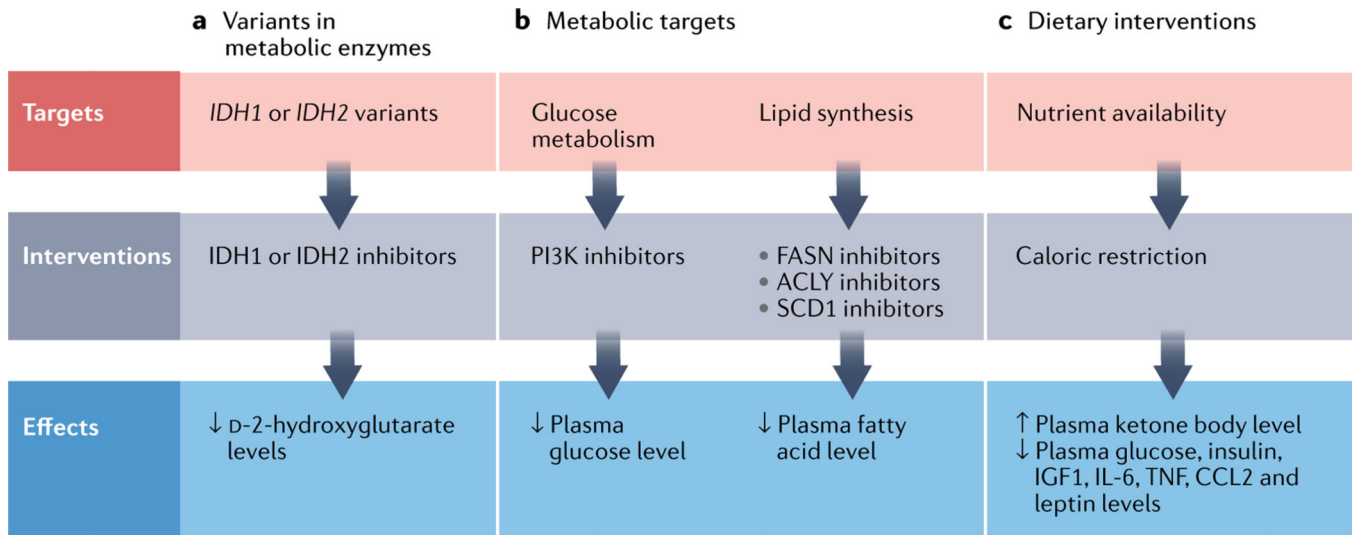 a Variants in
metabolic enzymes
b Metabolic targets
c Dietary interventions
Targets
IDH1 or IDH2 variants
Glucose
metabolism
Lipid synthesis
Nutrient availability
Interventions
IDH1 or IDH2 inhibitors
PI3K inhibitors
• FASN inhibitors
• ACLY inhibitors
• SCD1 inhibitors
Caloric restriction
Effects
↓ D-2-hydroxyglutarate
levels
↓ Plasma
glucose level
↓ Plasma fatty
acid level
↑ Plasma ketone body level
↓ Plasma glucose, insulin,
IGF1, IL-6, TNF, CCL2 and
leptin levels